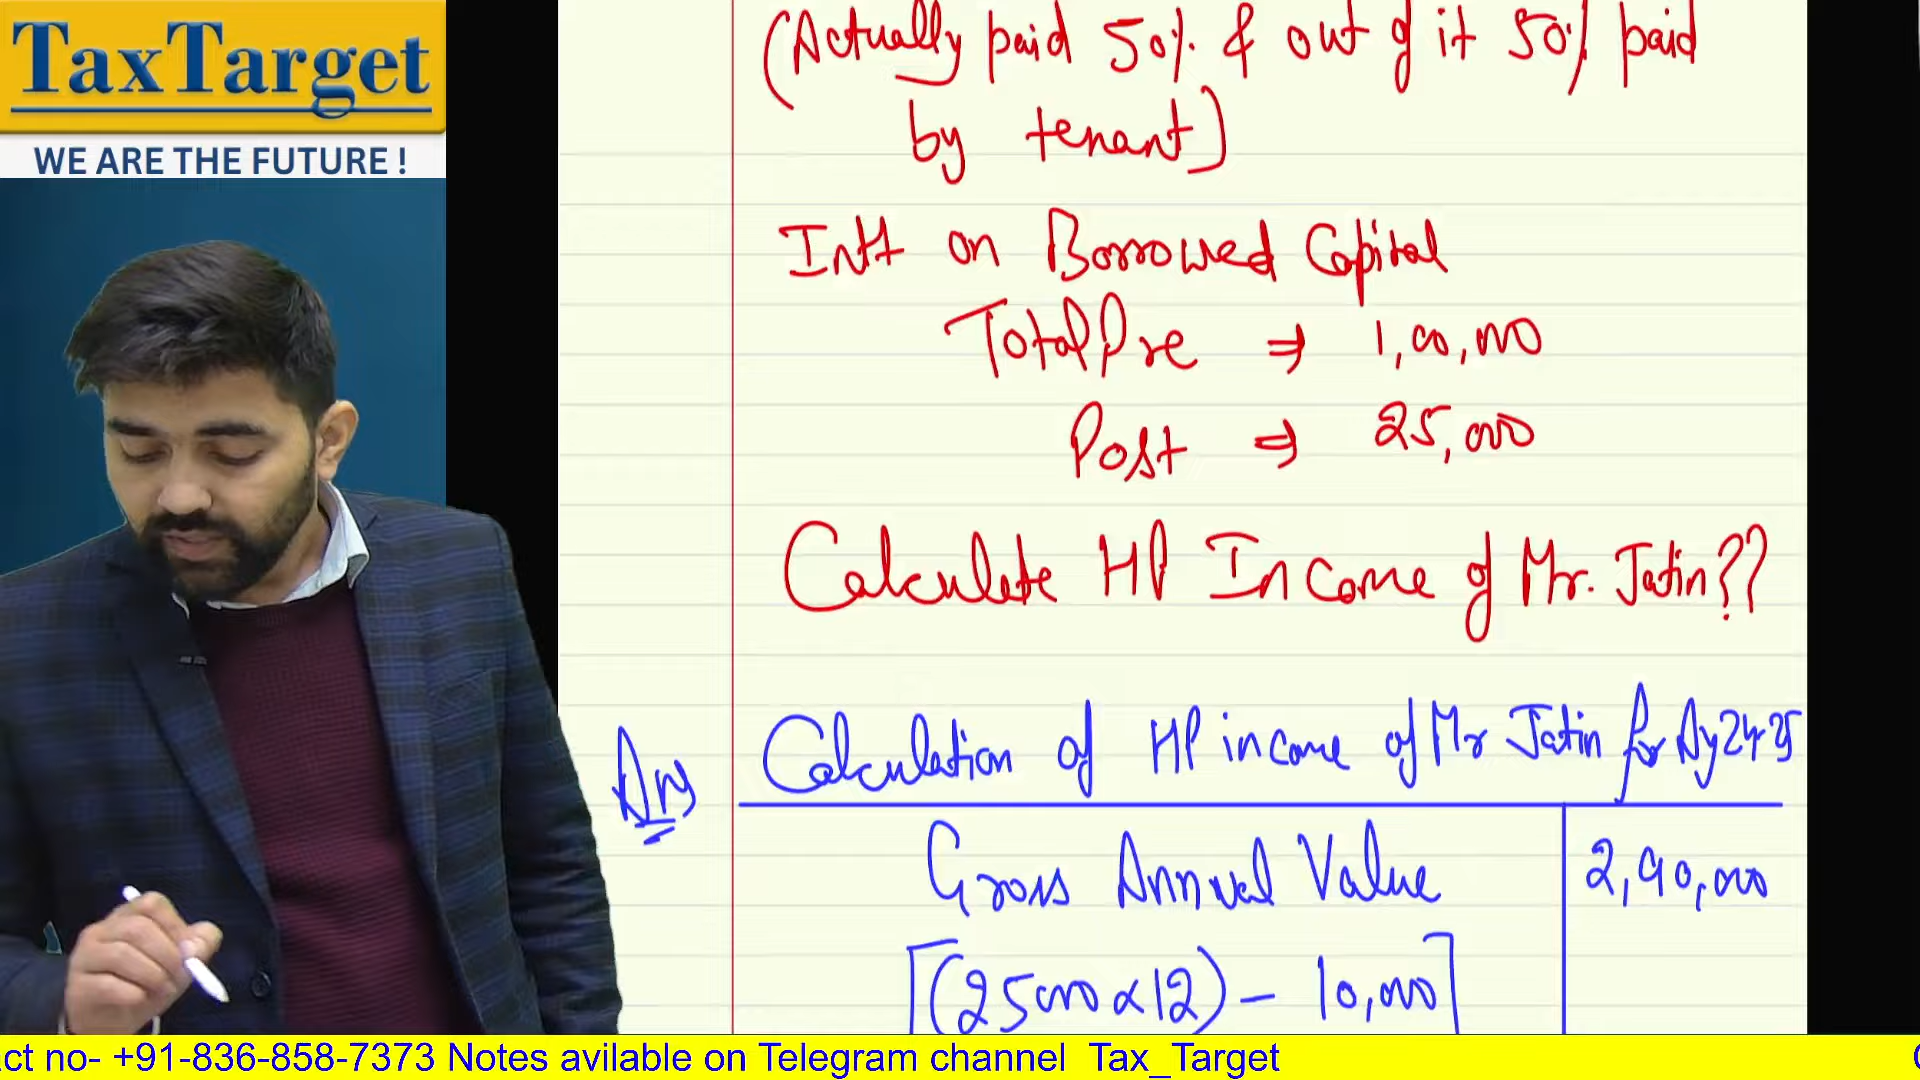 TaxTarget
WE ARE THE FUTURE !
(Actually paid 50% & out of it 50% paid
by tenant)
Intt on Borrowed Capital
Total Pre ⇒ 1,00,000
Post ⇒ 25,000
Calculate HP Income of Mr. Jatin??
Ans
Calculation of HP income of Mr Jatin for Ay 24-25
Gross Annual Value 2,90,000
[(25000×12) - 10,000]
act no- +91-836-858-7373 Notes avilable on Telegram channel Tax_Target